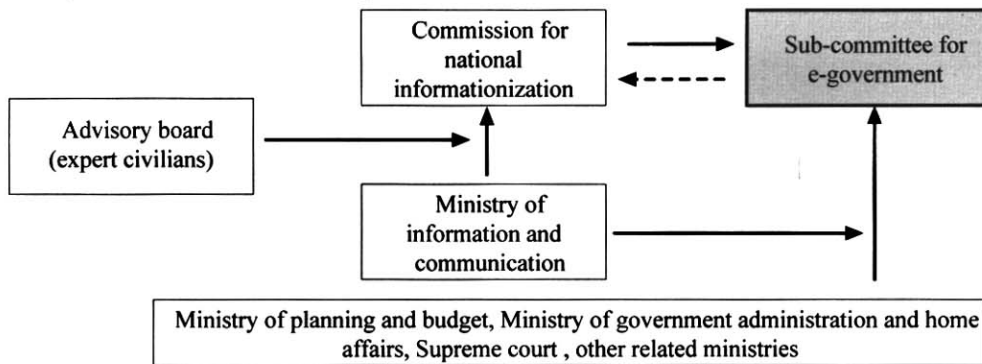 Commission for
national
informationization
Sub-committee for
e-government
Advisory board
(expert civilians)
Ministry of
information and
communication
Ministry of planning and budget, Ministry of government administration and home
affairs, Supreme court , other related ministries